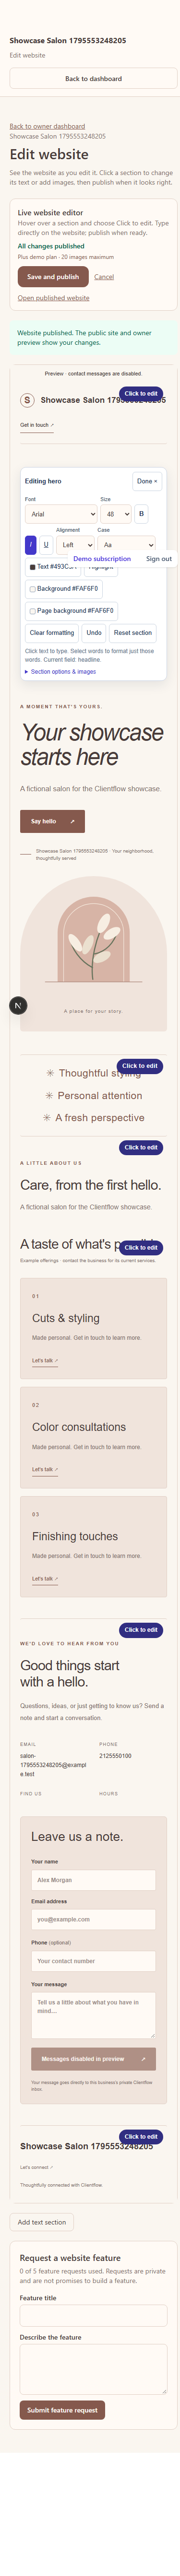 Showcase Salon 1795553248205
Edit website
Back to dashboard
Back to owner dashboard
Showcase Salon 1795553248205
Edit website
See the website as you edit it. Click a section to change
its text or add images, then publish when it looks right.
Live website editor
Hover over a section and choose Click to edit. Type
directly on the website; publish when ready.
All changes published
Plus demo plan · 20 images maximum
Save and publish
Cancel
Open published website
Website published. The public site and owner
preview show your changes.
Preview · contact messages are disabled.
Click to edit
S
Showcase Salon 1795553248205
Get in touch ↗
Editing hero
Done ×
Font
Size
Arial
48
B
Alignment
Case
I
U
Left
Aa
Demo subscription
Sign out
Text #493C
Highlight
Background #FAF6F0
Page background #FAF6F0
Clear formatting
Undo
Reset section
Click text to type. Select words to format just those
words. Current field: headline.
Section options & images
A MOMENT THAT'S YOURS.
Your showcase
starts here
A fictional salon for the Clientflow showcase.
Say hello ↗
Showcase Salon 1795553248205 · Your neighborhood,
thoughtfully served.
A place for your story.
N
Click to edit
✳ Thoughtful styling
✳ Personal attention
✳ A fresh perspective
Click to edit
A LITTLE ABOUT US
Care, from the first hello.
A fictional salon for the Clientflow showcase.
Click to edit
A taste of what's
Example offerings · contact the business for its current services.
01
Cuts & styling
Made personal. Get in touch to learn more.
Let's talk ↗
02
Color consultations
Made personal. Get in touch to learn more.
Let's talk ↗
03
Finishing touches
Made personal. Get in touch to learn more.
Let's talk ↗
Click to edit
WE'D LOVE TO HEAR FROM YOU
Good things start
with a hello.
Questions, ideas, or just getting to know us? Send a
note and start a conversation.
EMAIL
PHONE
salon-
1795553248205@exampl
e.test
2125550100
FIND US
HOURS
Leave us a note.
Your name
Alex Morgan
Email address
you@example.com
Phone (optional)
Your contact number
Your message
Tell us a little about what you have in
mind...
Messages disabled in preview ↗
Your message goes directly to this business's private Clientflow
inbox.
Click to edit
Showcase Salon 1795553248205
Let's connect ↗
Thoughtfully connected with Clientflow.
Add text section
Request a website feature
0 of 5 feature requests used. Requests are private
and are not promises to build a feature.
Feature title
Describe the feature
Submit feature request